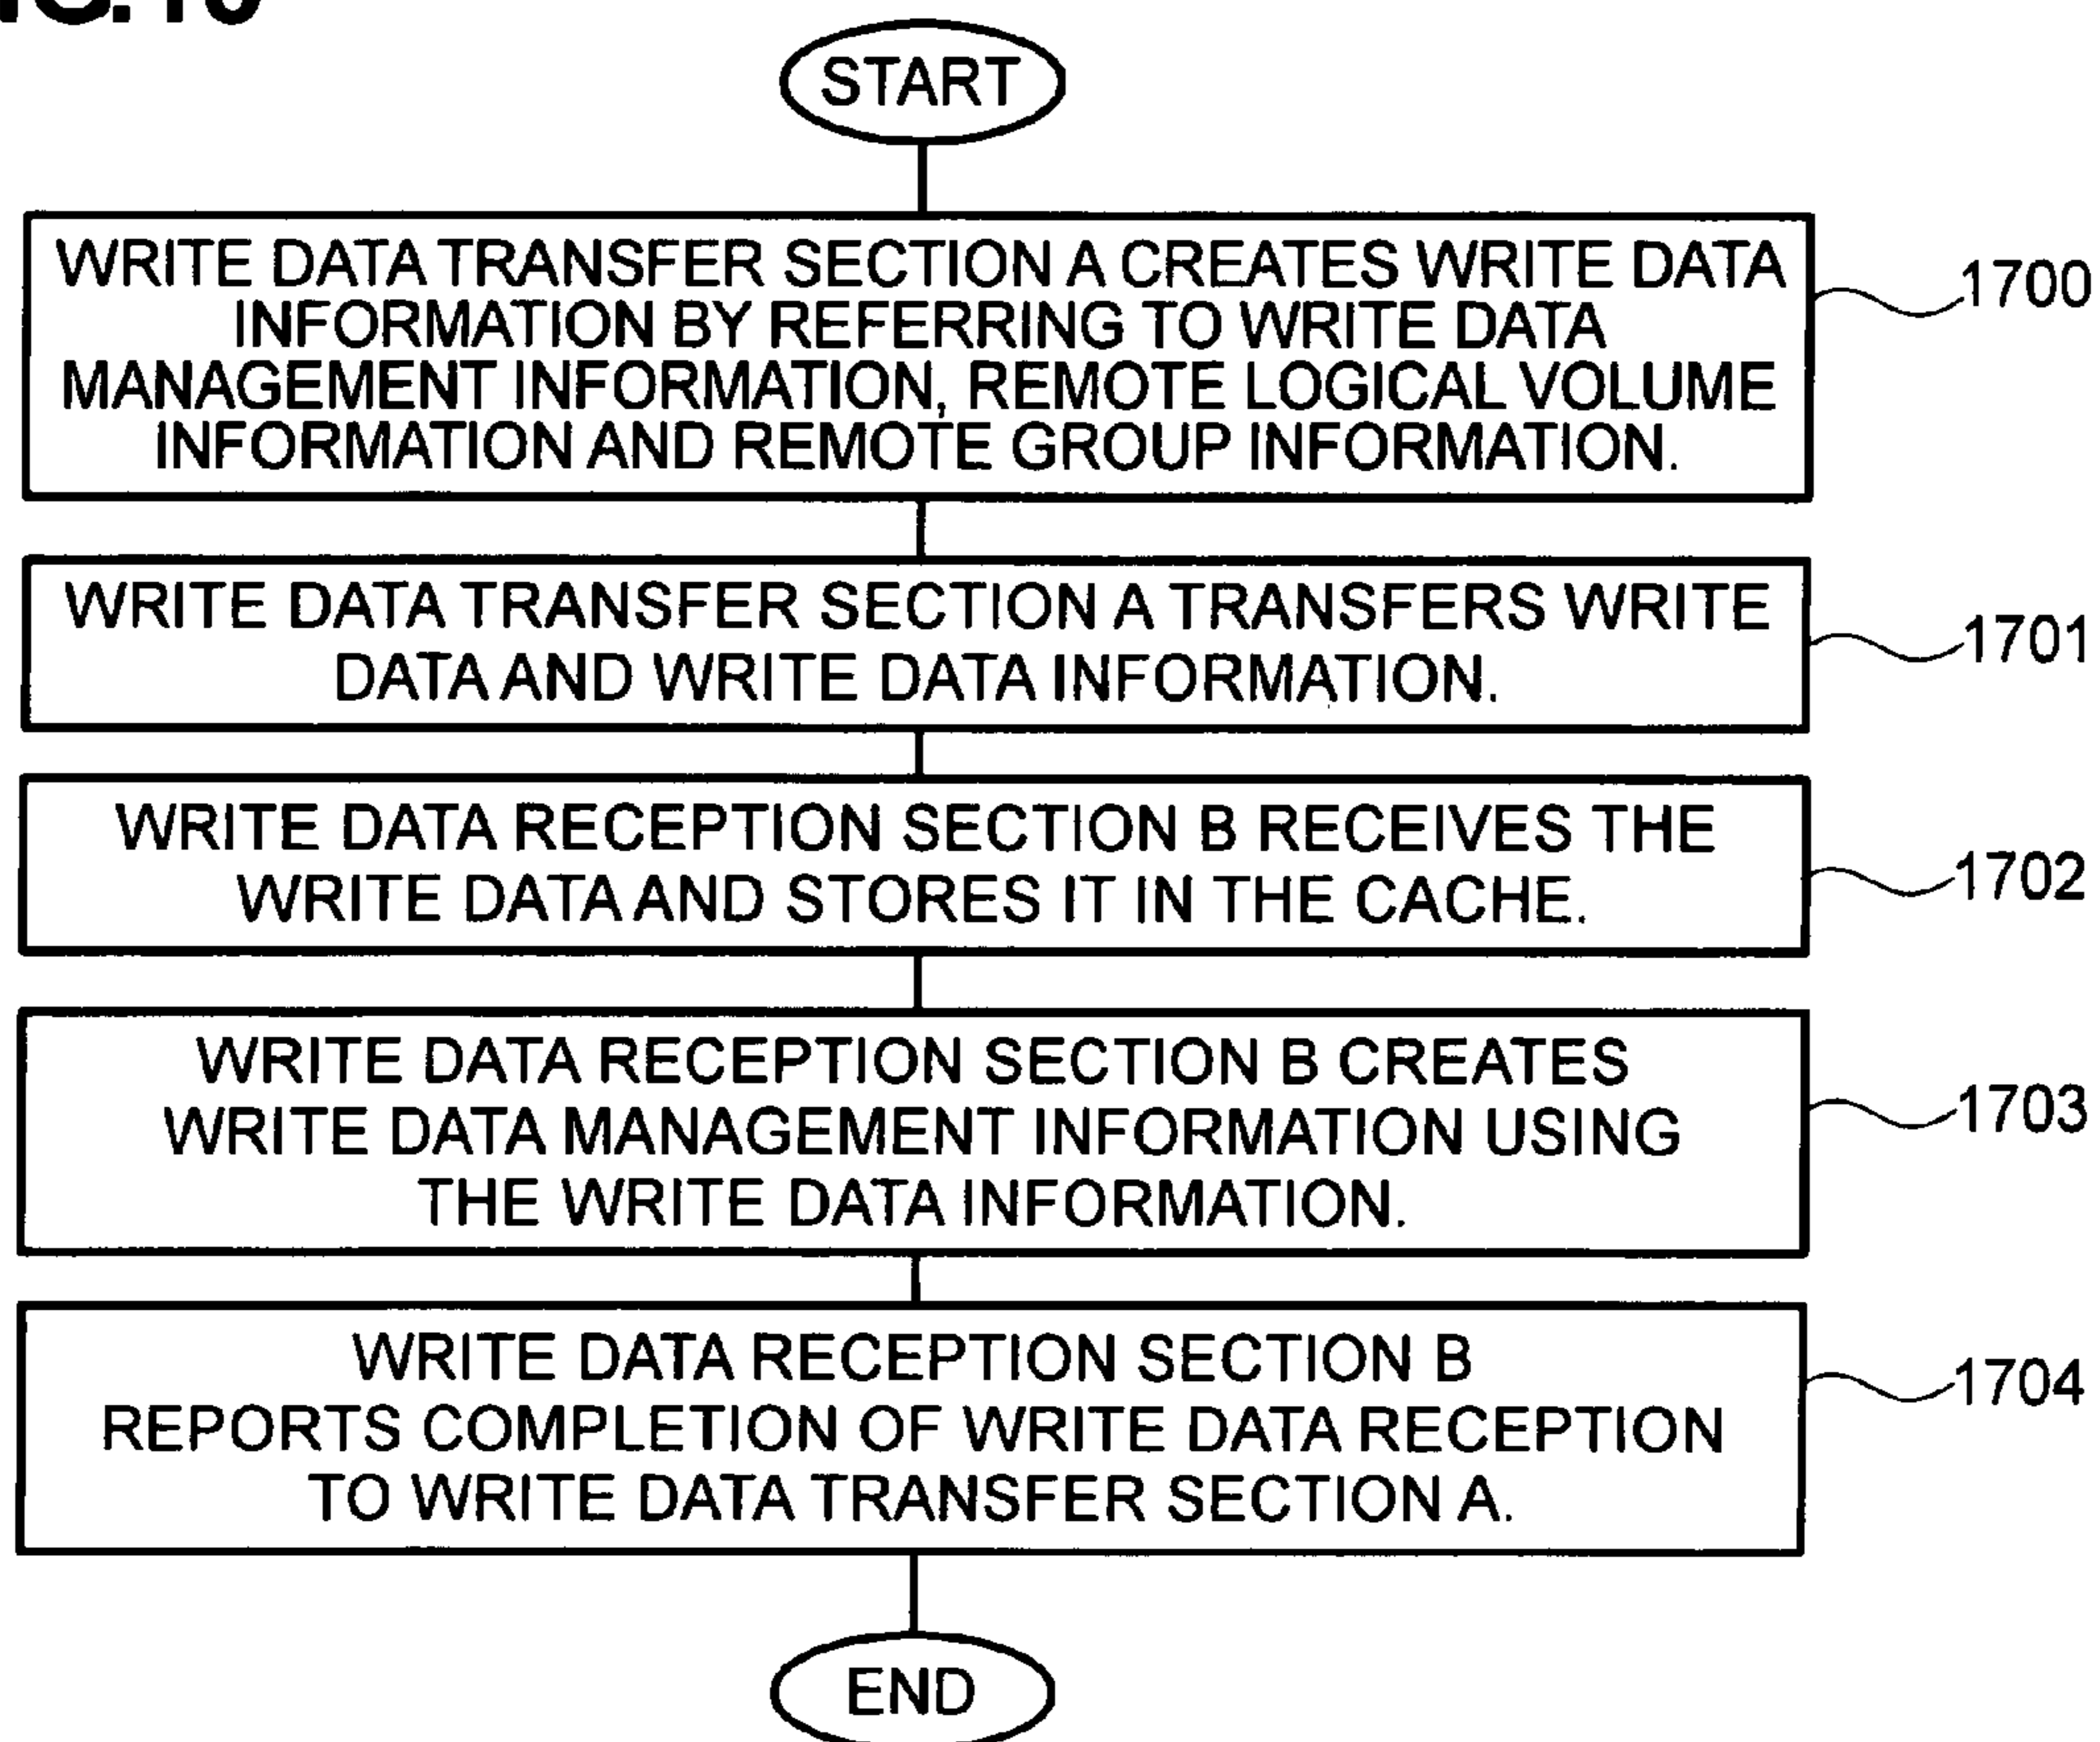 START
WRITE DATA TRANSFER SECTION A CREATES WRITE DATA
INFORMATION BY REFERRING TO WRITE DATA
MANAGEMENT INFORMATION, REMOTE LOGICAL VOLUME
INFORMATION AND REMOTE GROUP INFORMATION.
1700
WRITE DATA TRANSFER SECTION A TRANSFERS WRITE
DATA AND WRITE DATA INFORMATION.
1701
WRITE DATA RECEPTION SECTION B RECEIVES THE
WRITE DATA AND STORES IT IN THE CACHE.
1702
WRITE DATA RECEPTION SECTION B CREATES
WRITE DATA MANAGEMENT INFORMATION USING
THE WRITE DATA INFORMATION.
1703
WRITE DATA RECEPTION SECTION B
REPORTS COMPLETION OF WRITE DATA RECEPTION
TO WRITE DATA TRANSFER SECTION A.
1704
END